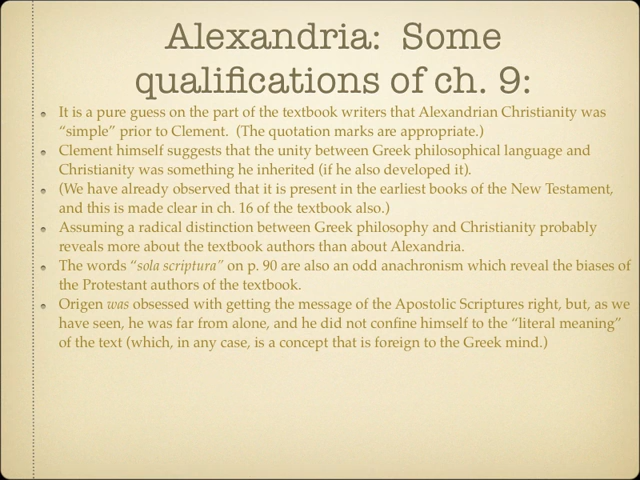 Alexandria:  Some
qualifications of ch. 9:
It is a pure guess on the part of the textbook writers that Alexandrian Christianity was
“simple” prior to Clement.  (The quotation marks are appropriate.)
Clement himself suggests that the unity between Greek philosophical language and
Christianity was something he inherited (if he also developed it).
(We have already observed that it is present in the earliest books of the New Testament,
and this is made clear in ch. 16 of the textbook also.)
Assuming a radical distinction between Greek philosophy and Christianity probably
reveals more about the textbook authors than about Alexandria.
The words “sola scriptura” on p. 90 are also an odd anachronism which reveal the biases of
the Protestant authors of the textbook.
Origen was obsessed with getting the message of the Apostolic Scriptures right, but, as we
have seen, he was far from alone, and he did not confine himself to the “literal meaning”
of the text (which, in any case, is a concept that is foreign to the Greek mind.)